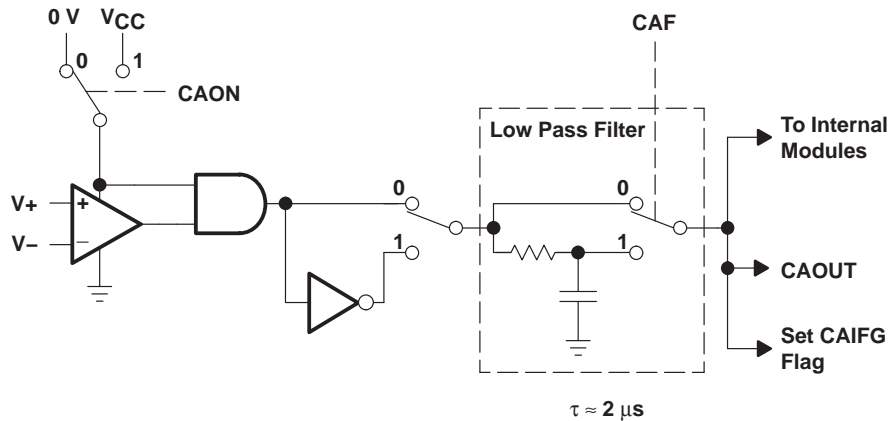 0 V VCC
CAF
0 1
CAON
Low Pass Filter
To Internal
Modules
V+
+
0
0
V−
−
1
1
CAOUT
Set CAIFG
Flag
τ ≈ 2 μs